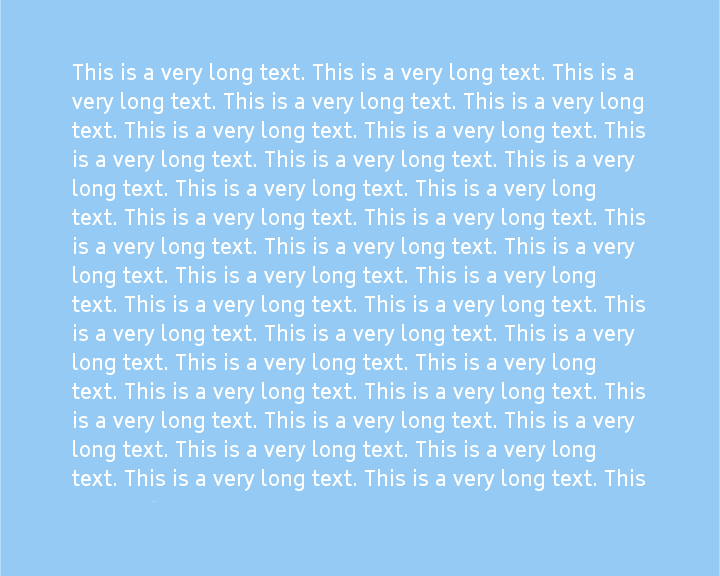 This is a very long text. This is a very long text. This is a
very long text. This is a very long text. This is a very long
text. This is a very long text. This is a very long text. This
is a very long text. This is a very long text. This is a very
long text. This is a very long text. This is a very long
text. This is a very long text. This is a very long text. This
is a very long text. This is a very long text. This is a very
long text. This is a very long text. This is a very long
text. This is a very long text. This is a very long text. This
is a very long text. This is a very long text. This is a very
long text. This is a very long text. This is a very long
text. This is a very long text. This is a very long text. This
is a very long text. This is a very long text. This is a very
long text. This is a very long text. This is a very long
text. This is a very long text. This is a very long text. This